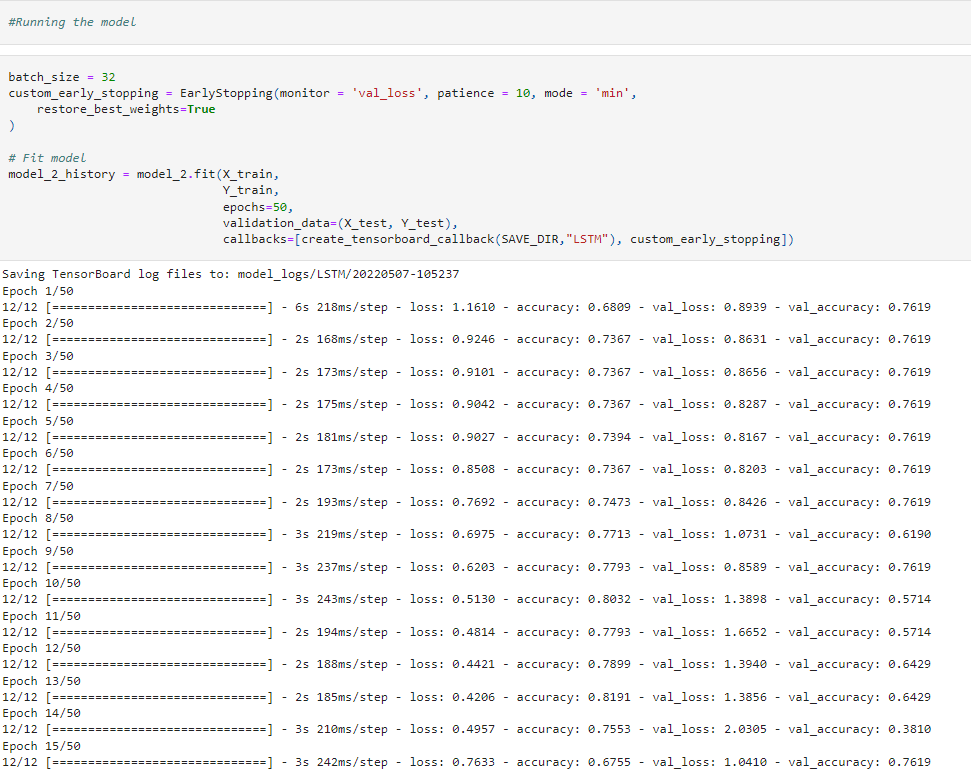 #Running the model
batch_size = 32
custom_early_stopping = EarlyStopping(monitor = 'val_loss', patience = 10, mode = 'min',
    restore_best_weights=True
)
# Fit model
model_2_history = model_2.fit(X_train,
                              Y_train,
                              epochs=50,
                              validation_data=(X_test, Y_test),
                              callbacks=[create_tensorboard_callback(SAVE_DIR,"LSTM"), custom_early_stopping])
Saving TensorBoard log files to: model_logs/LSTM/20220507-105237
Epoch 1/50
12/12 [==============================] - 6s 218ms/step - loss: 1.1610 - accuracy: 0.6809 - val_loss: 0.8939 - val_accuracy: 0.7619
Epoch 2/50
12/12 [==============================] - 2s 168ms/step - loss: 0.9246 - accuracy: 0.7367 - val_loss: 0.8631 - val_accuracy: 0.7619
Epoch 3/50
12/12 [==============================] - 2s 173ms/step - loss: 0.9101 - accuracy: 0.7367 - val_loss: 0.8656 - val_accuracy: 0.7619
Epoch 4/50
12/12 [==============================] - 2s 175ms/step - loss: 0.9042 - accuracy: 0.7367 - val_loss: 0.8287 - val_accuracy: 0.7619
Epoch 5/50
12/12 [==============================] - 2s 181ms/step - loss: 0.9027 - accuracy: 0.7394 - val_loss: 0.8167 - val_accuracy: 0.7619
Epoch 6/50
12/12 [==============================] - 2s 173ms/step - loss: 0.8508 - accuracy: 0.7367 - val_loss: 0.8203 - val_accuracy: 0.7619
Epoch 7/50
12/12 [==============================] - 2s 193ms/step - loss: 0.7692 - accuracy: 0.7473 - val_loss: 0.8426 - val_accuracy: 0.7619
Epoch 8/50
12/12 [==============================] - 3s 219ms/step - loss: 0.6975 - accuracy: 0.7713 - val_loss: 1.0731 - val_accuracy: 0.6190
Epoch 9/50
12/12 [==============================] - 3s 237ms/step - loss: 0.6203 - accuracy: 0.7793 - val_loss: 0.8589 - val_accuracy: 0.7619
Epoch 10/50
12/12 [==============================] - 3s 243ms/step - loss: 0.5130 - accuracy: 0.8032 - val_loss: 1.3898 - val_accuracy: 0.5714
Epoch 11/50
12/12 [==============================] - 2s 194ms/step - loss: 0.4814 - accuracy: 0.7793 - val_loss: 1.6652 - val_accuracy: 0.5714
Epoch 12/50
12/12 [==============================] - 2s 188ms/step - loss: 0.4421 - accuracy: 0.7899 - val_loss: 1.3940 - val_accuracy: 0.6429
Epoch 13/50
12/12 [==============================] - 2s 185ms/step - loss: 0.4206 - accuracy: 0.8191 - val_loss: 1.3856 - val_accuracy: 0.6429
Epoch 14/50
12/12 [==============================] - 3s 210ms/step - loss: 0.4957 - accuracy: 0.7553 - val_loss: 2.0305 - val_accuracy: 0.3810
Epoch 15/50
12/12 [==============================] - 3s 242ms/step - loss: 0.7633 - accuracy: 0.6755 - val_loss: 1.0410 - val_accuracy: 0.7619